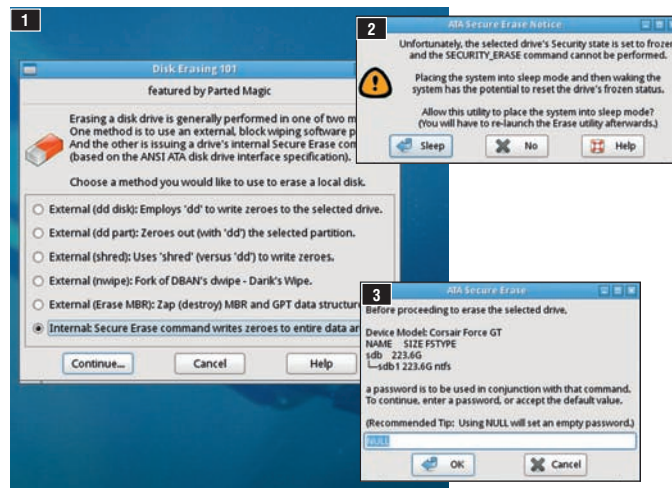 1
Disk Erasing 101
featured by Parted Magic
Erasing a disk drive is generally performed in one of two
One method is to use an external, block wiping software
And the other is issuing a drive's internal Secure Erase
(based on the ANSI ATA disk drive interface specification).
Choose a method you would like to use to erase a local disk.
External (dd disk): Employs 'dd' to write zeroes to the selected drive.
External (dd part): Zeroes out (with 'dd') the selected partition.
External (shred): Uses 'shred' (versus 'dd') to write zeroes.
External (nwipe): Fork of DBAN's dwipe - Darik's Wipe.
External (Erase MBR): Zap (destroy) MBR and GPT data
Internal: Secure Erase command writes zeroes to entire data
Continue...
Cancel
Help
2
ATA Secure Erase Notice
Unfortunately, the selected drive's Security state is set to frozen
and the SECURITY_ERASE command cannot be performed.
Placing the system into sleep mode and then waking the
system has the potential to reset the drive's frozen status.
Allow this utility to place the system into sleep mode?
(You will have to re-launch the Erase utility afterwards.)
Sleep
No
Help
3
ATA Secure Erase
Before proceeding to erase the selected drive,
Device Model: Corsair Force GT
NAME SIZE FSTYPE
sdb 223.6G
└─sdb1 223.6G ntfs
a password is to be used in conjunction with that command.
To continue, enter a password, or accept the default value.
(Recommended Tip: Using NULL will set an empty password.)
NULL
OK
Cancel